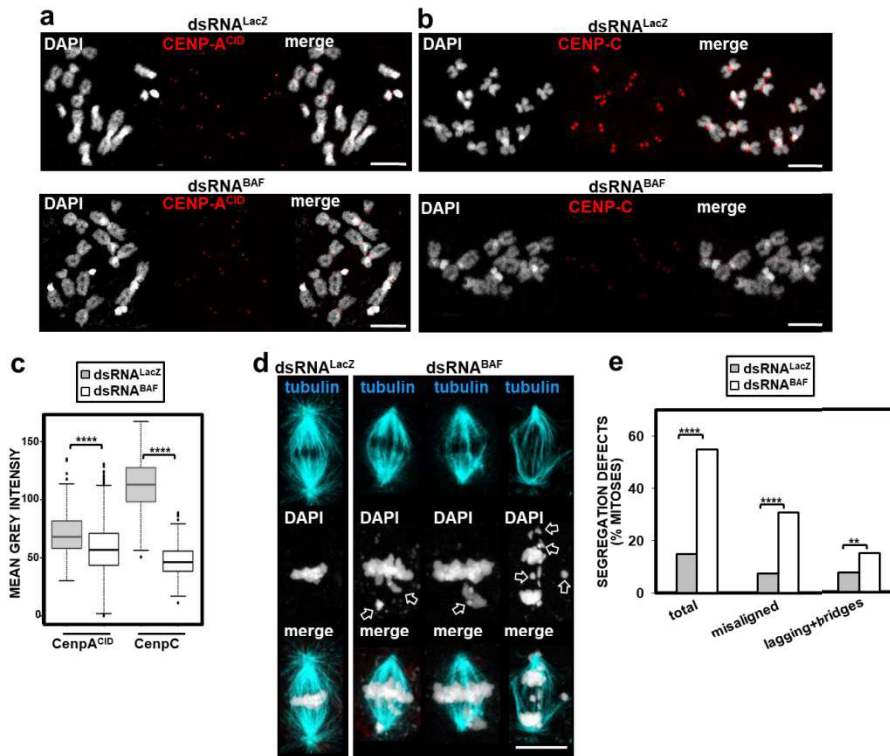 a
dsRNA^LacZ
DAPI CENP-A^CID merge
dsRNA^BAF
DAPI CENP-A^CID merge
b
dsRNA^LacZ
DAPI CENP-C merge
dsRNA^BAF
DAPI CENP-C merge
c
dsRNA^LacZ
dsRNA^BAF
MEAN GREY INTENSIY
150
100
50
0
****
****
CenpA^CID CenpC
d
dsRNA^LacZ dsRNA^BAF
tubulin tubulin tubulin tubulin
DAPI DAPI DAPI DAPI
merge merge merge merge
e
dsRNA^LacZ
dsRNA^BAF
SEGREGATION DEFECTS
(% MITOSES)
60
40
20
0
****
****
**
total misaligned lagging+bridges